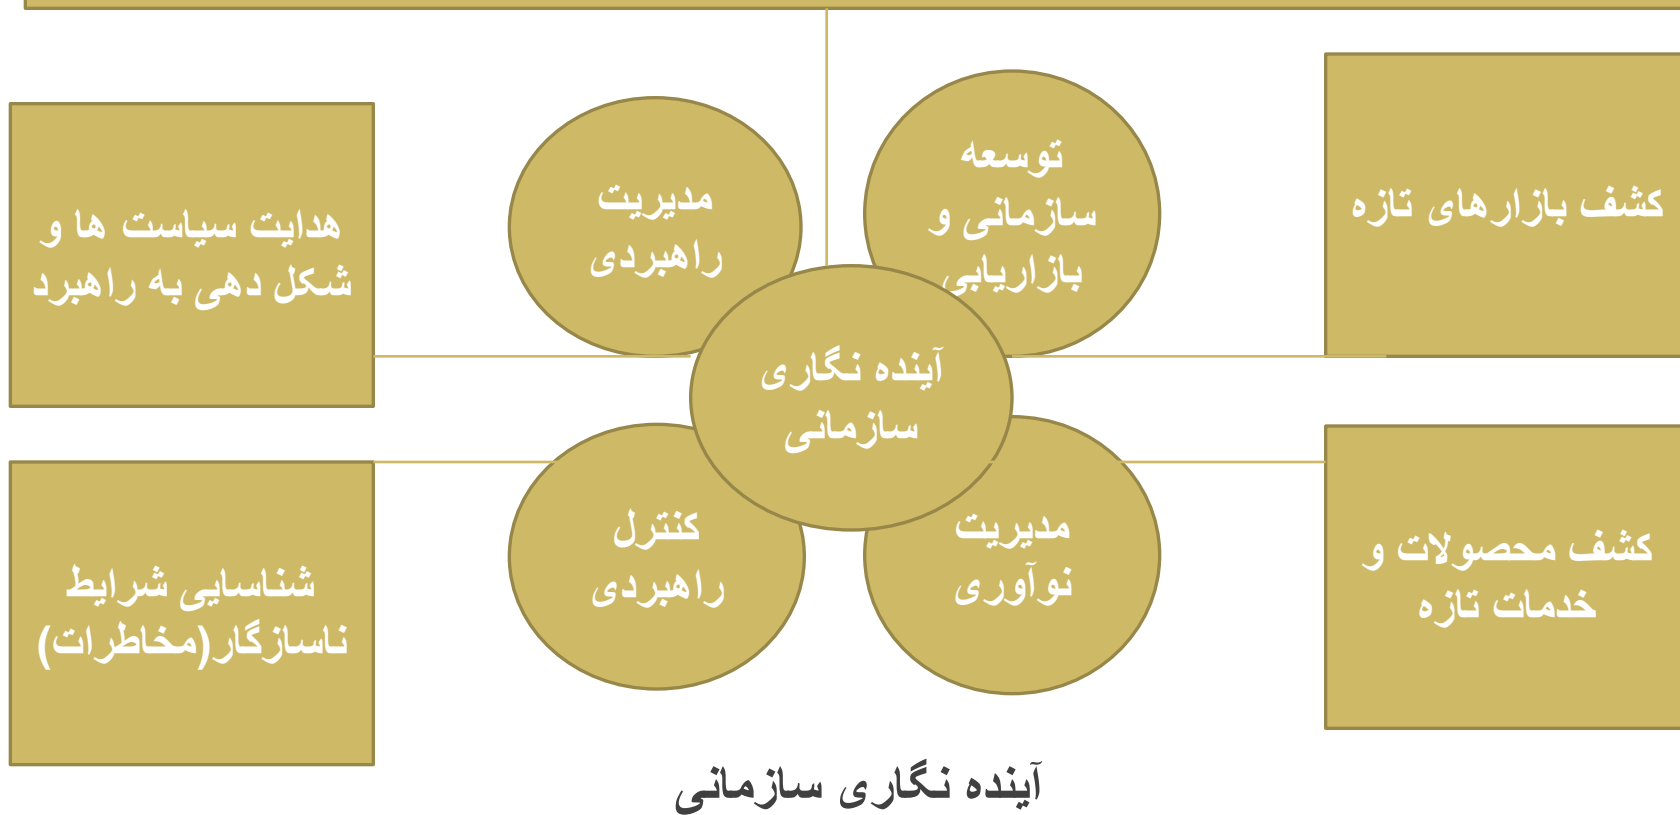 توسعه
سازمانی و
بازاریابی
کشف بازارهای تازه
مدیریت
راهبردی
هدایت سیاست ها و
شکل دهی به راهبرد
آینده نگاری
سازمانی
مدیریت
نوآوری
کشف محصولات و
خدمات تازه
کنترل
راهبردی
شناسایی شرایط
ناسازگار(مخاطرات)
آینده نگاری سازمانی